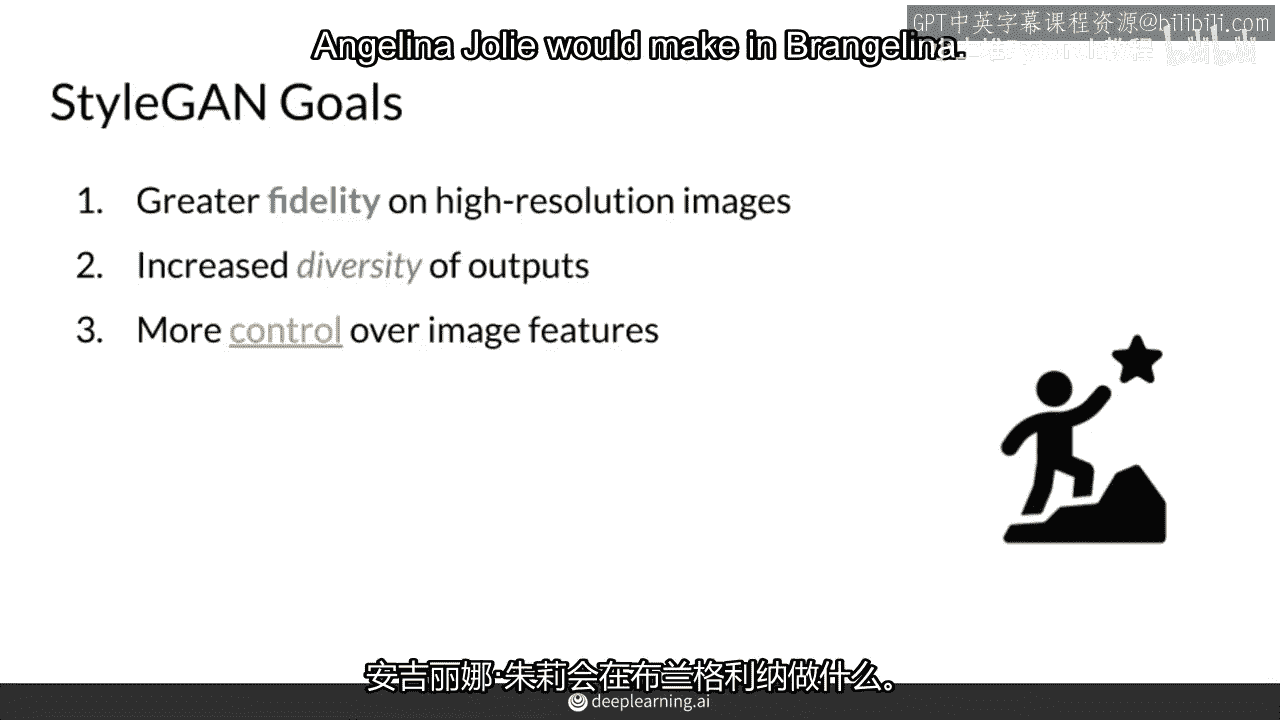 GPT中英字幕课程资源@bilibili.com
Angelina Jolie would make in Brangelina.
bilibili
StyleGAN Goals
1. Greater fidelity on high-resolution images
2. Increased diversity of outputs
3. More control over image features
安吉丽娜·朱莉会在布兰格利纳做什么。
deeplearning.ai